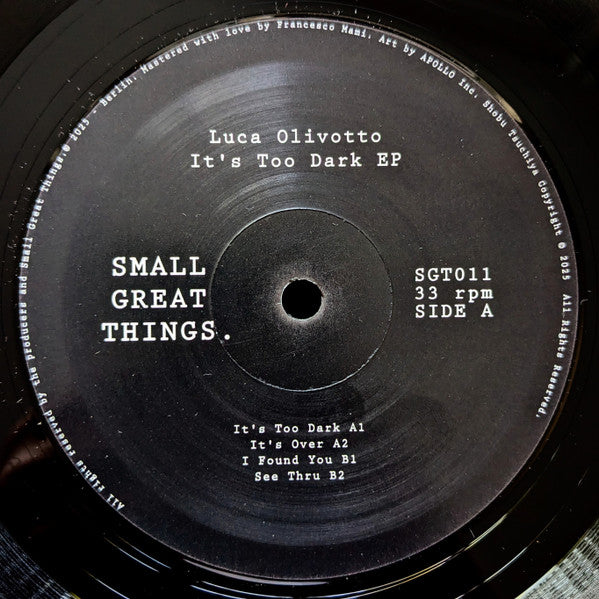 All rights reserved by the producers and Small Great Things.® 2025 - Berlin. Mastered with love by Francesco Mami. Art by APOLLO Inc. Shebu Tauchiya Copyright © 2025 All Rights Reserved.
Luca Olivotto
It's Too Dark EP
SMALL
GREAT
THINGS.
SGT011
33 rpm
SIDE A
It's Too Dark A1
It's Over A2
I Found You B1
See Thru B2